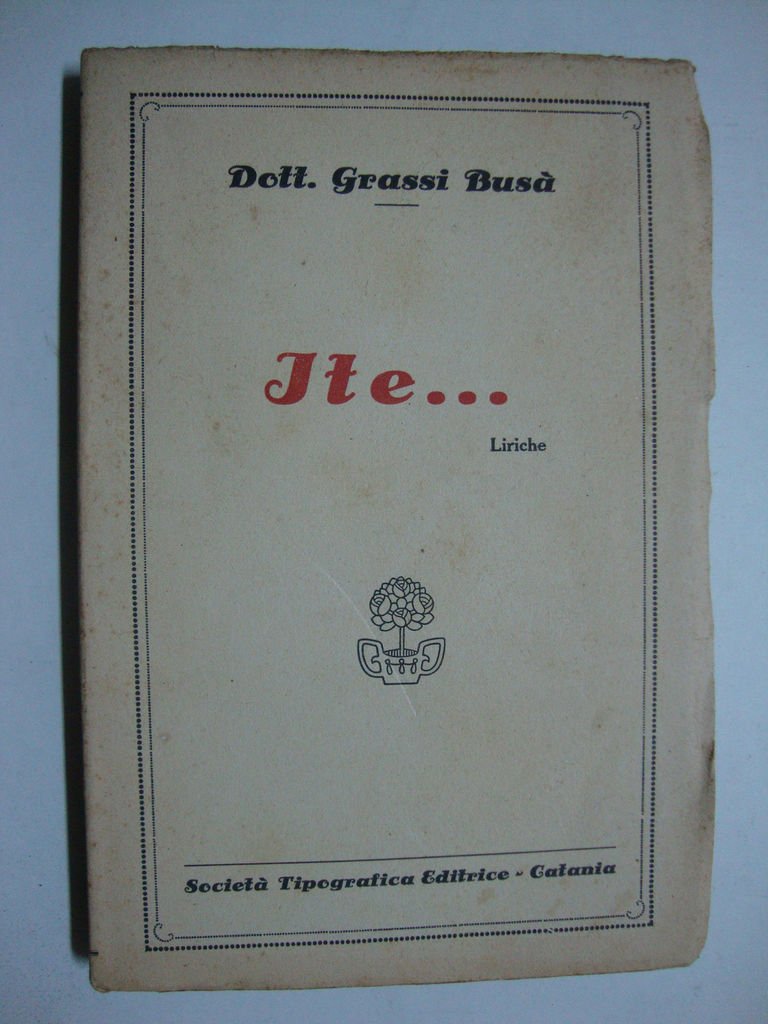 Dott. Grassi Busà
Ite...
Liriche
Società Tipografica Editrice - Catania